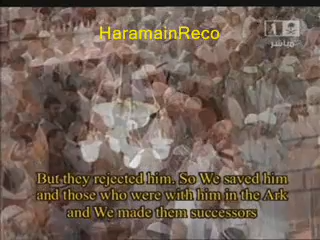 HaramainReco
مباشر
But they rejected him. So We saved him
and those who were with him in the Ark
and We made them successors